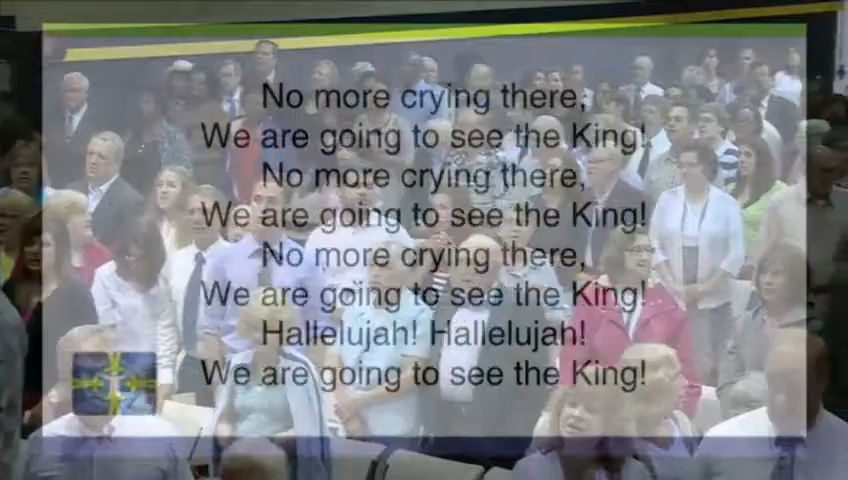 No more crying there,
We are going to see the King!
No more crying there,
We are going to see the King!
No more crying there,
We are going to see the King!
Hallelujah! Hallelujah!
We are going to see the King!